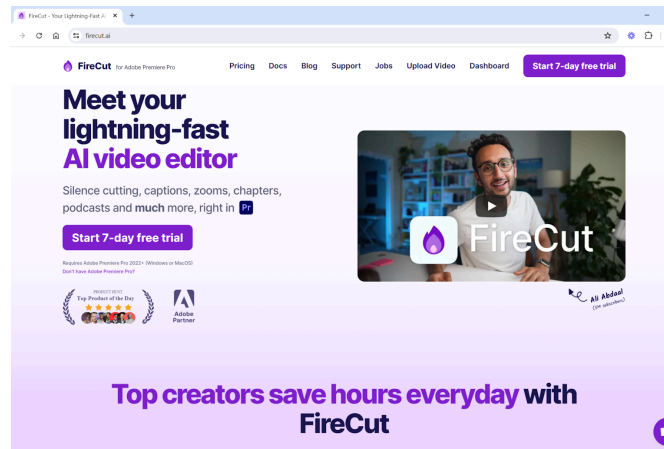 FireCut - Your Lightning-Fast A
firecut.ai
FireCut for Adobe Premiere Pro
Pricing Docs Blog Support Jobs Upload Video Dashboard Start 7-day free trial
Meet your
lightning-fast
AI video editor
Silence cutting, captions, zooms, chapters,
podcasts and much more, right in Pr
Start 7-day free trial
Requires Adobe Premiere Pro 2022+ (Windows or MacOS)
Don't have Adobe Premiere Pro?
PRODUCT HUNT
Top Product of the Day
Adobe
Partner
FireCut
Ali Abdaal
(5M subscribers)
Top creators save hours everyday with
FireCut